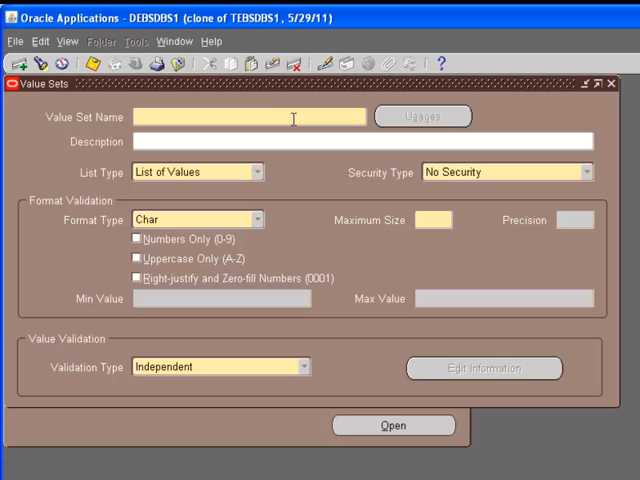 Oracle Applications - DEBSDBS1 (clone of TEBSDBS1, 5/29/11)
File Edit View Folder Tools Window Help
Value Sets
Value Set Name
Usages
Description
List Type List of Values Security Type No Security
Format Validation
Format Type Char Maximum Size Precision
Numbers Only (0-9)
Uppercase Only (A-Z)
Right-justify and Zero-fill Numbers (0001)
Min Value Max Value
Value Validation
Validation Type Independent Edit Information
Open